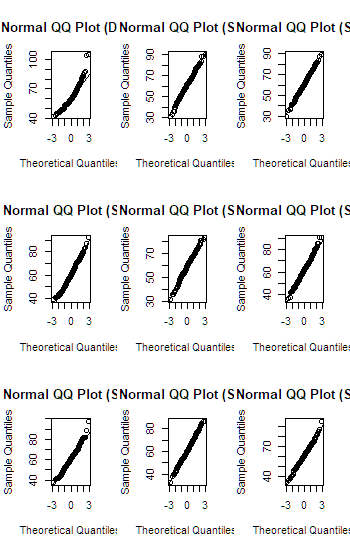 Normal QQ Plot (D Normal QQ Plot (S Normal QQ Plot (S
Sample Quantiles Sample Quantiles Sample Quantiles
40 70 100 30 50 70 90 30 50 70 90
-3 0 3 -3 0 3 -3 0 3
Theoretical Quantiles Theoretical Quantiles Theoretical Quantiles
Normal QQ Plot (S Normal QQ Plot (S Normal QQ Plot (S
Sample Quantiles Sample Quantiles Sample Quantiles
40 60 80 30 50 70 40 60 80
-3 0 3 -3 0 3 -3 0 3
Theoretical Quantiles Theoretical Quantiles Theoretical Quantiles
Normal QQ Plot (S Normal QQ Plot (S Normal QQ Plot (S
Sample Quantiles Sample Quantiles Sample Quantiles
40 60 80 40 60 80 40 70
-3 0 3 -3 0 3 -3 0 3
Theoretical Quantiles Theoretical Quantiles Theoretical Quantiles